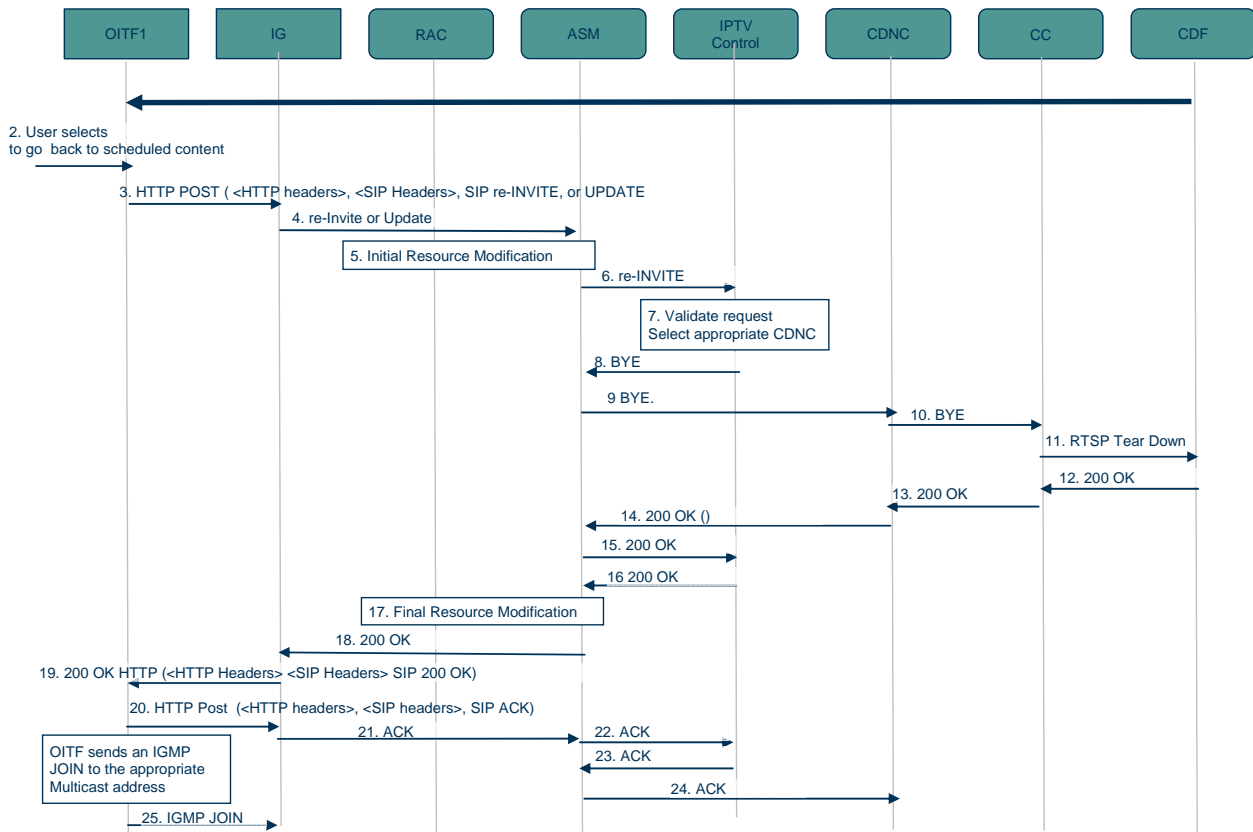 OITF1
IG
RAC
ASM
IPTV
Control
CDNC
CC
CDF
2. User selects
to go back to scheduled content
3. HTTP POST ( <HTTP headers>, <SIP Headers>, SIP re-INVITE, or UPDATE
4. re-Invite or Update
5. Initial Resource Modification
6. re-INVITE
7. Validate request
Select appropriate CDNC
8. BYE
9 BYE.
10. BYE
11. RTSP Tear Down
12. 200 OK
13. 200 OK
14. 200 OK ()
15. 200 OK
16 200 OK
17. Final Resource Modification
18. 200 OK
19. 200 OK HTTP (<HTTP Headers> <SIP Headers> SIP 200 OK)
20. HTTP Post (<HTTP headers>, <SIP headers>, SIP ACK)
21. ACK
22. ACK
23. ACK
OITF sends an IGMP
JOIN to the appropriate
Multicast address
24. ACK
25. IGMP JOIN